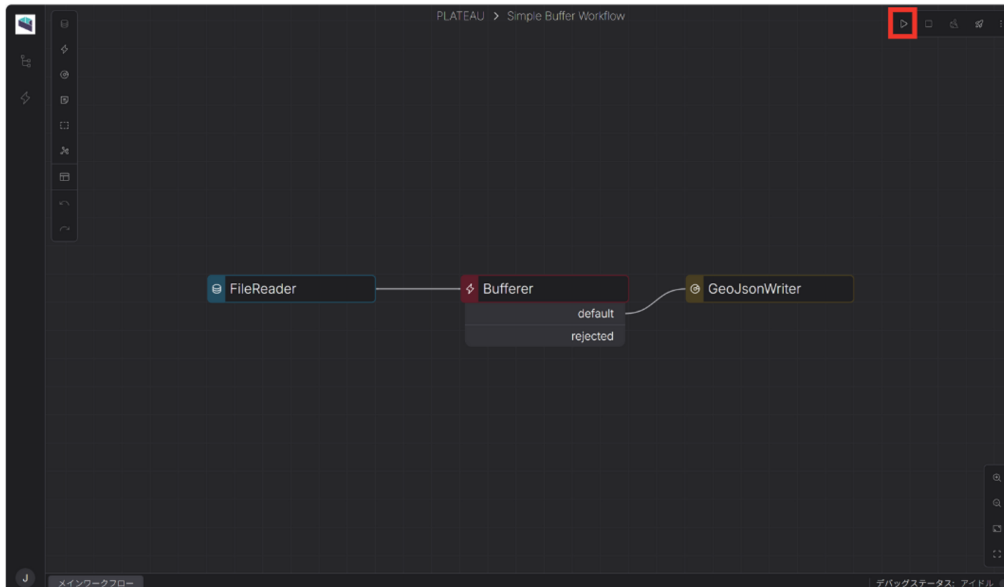 PLATEAU > Simple Buffer Workflow
FileReader
Bufferer
default
rejected
GeoJsonWriter
J
メインワークフロー
デバッグステータス: アイドル